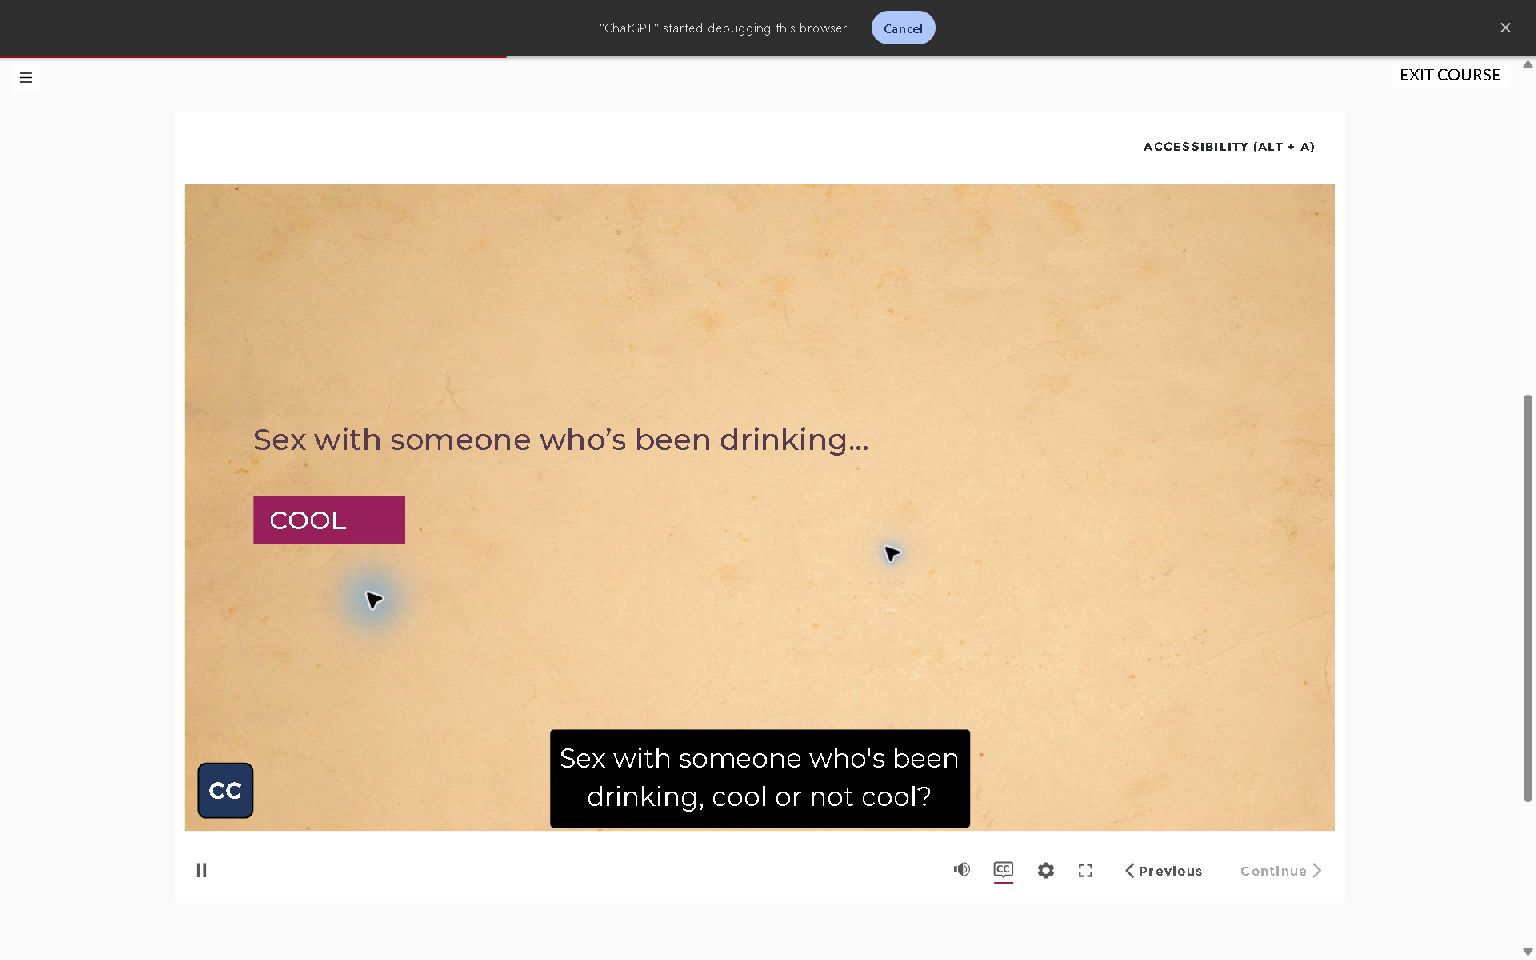 "ChatGPT" started debugging this browser
Cancel
EXIT COURSE
ACCESSIBILITY (ALT + A)
Sex with someone who’s been drinking...
COOL
Sex with someone who's been
drinking, cool or not cool?
CC
CC
Previous
Continue